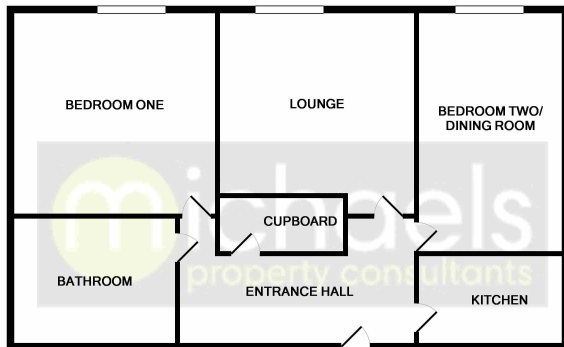 BEDROOM ONE
LOUNGE
BEDROOM TWO/
DINING ROOM
michaels
CUPBOARD
property consultants
BATHROOM
ENTRANCE HALL
KITCHEN